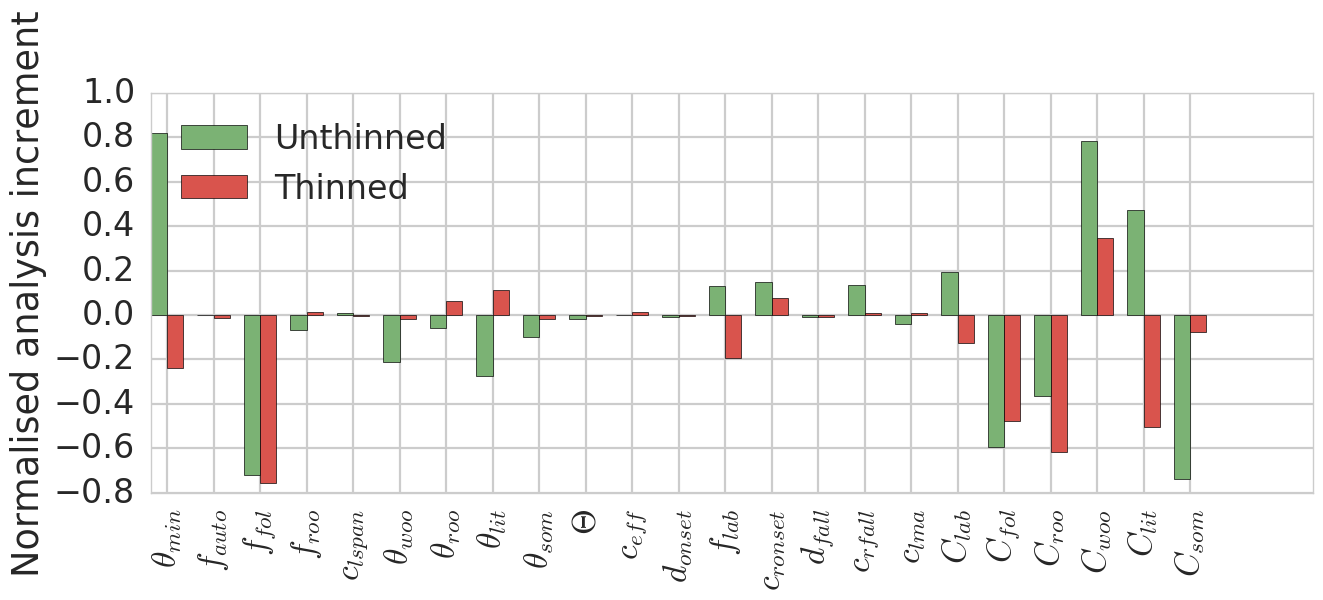 Normalised analysis increment
1.0
0.8
0.6
0.4
0.2
0.0
−0.2
−0.4
−0.6
−0.8
Unthinned
Thinned
θmin
fauto
ffol
froo
clspan
θwoo
θroo
θlit
θsom
Θ
ceff
donset
flab
cronset
dfall
crfall
clma
Clab
Cfol
Croo
Cwoo
Clit
Csom